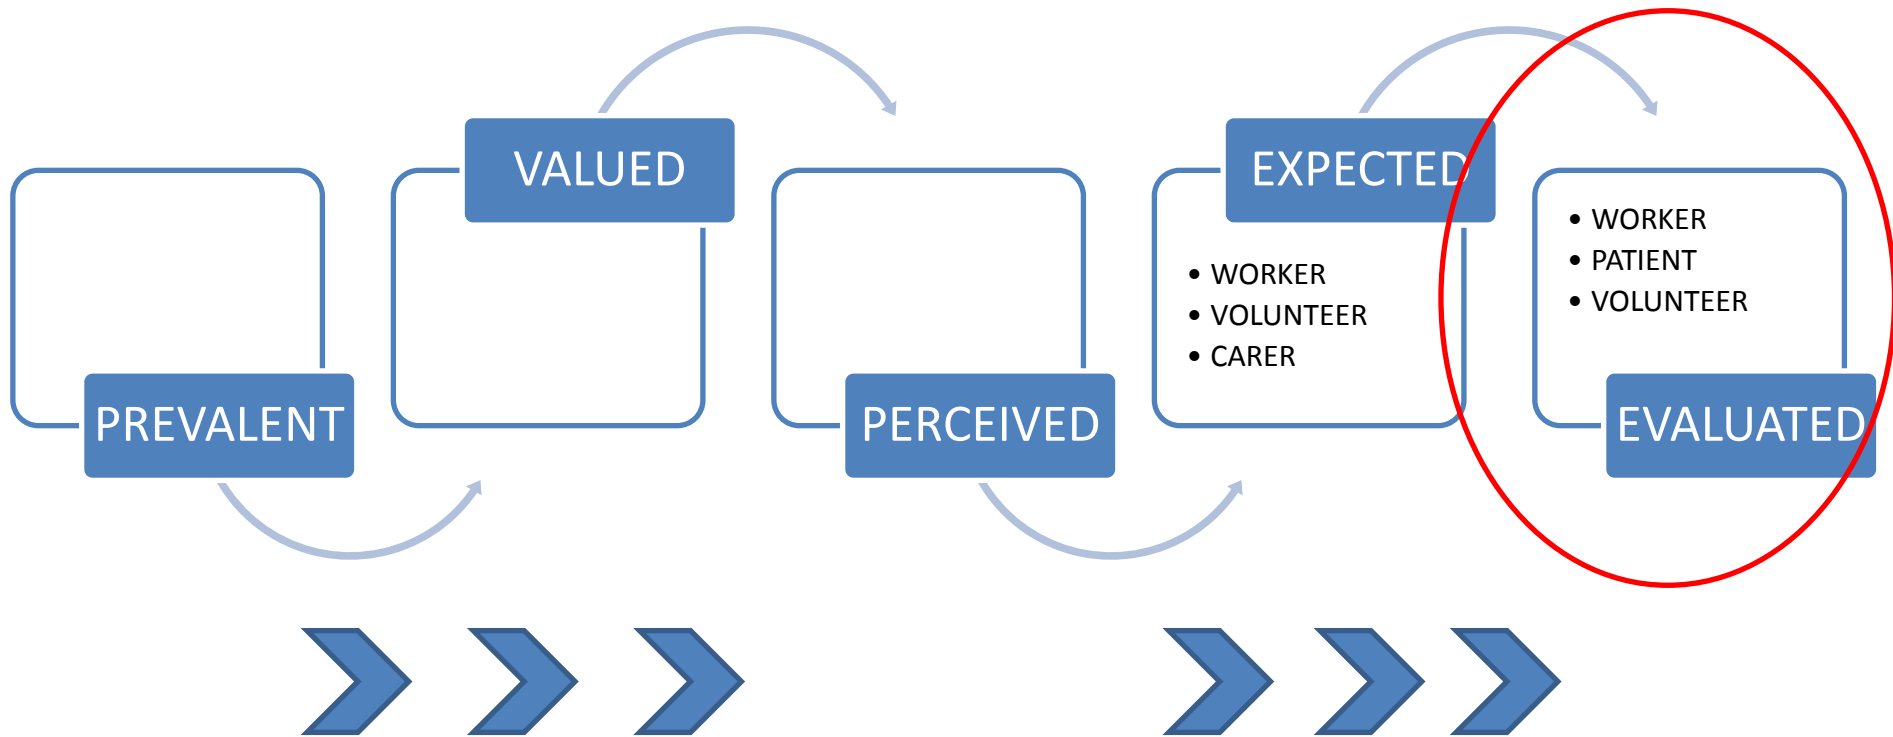 PREVALENT
VALUED
PERCEIVED
EXPECTED
• WORKER
• VOLUNTEER
• CARER
• WORKER
• PATIENT
• VOLUNTEER
EVALUATED